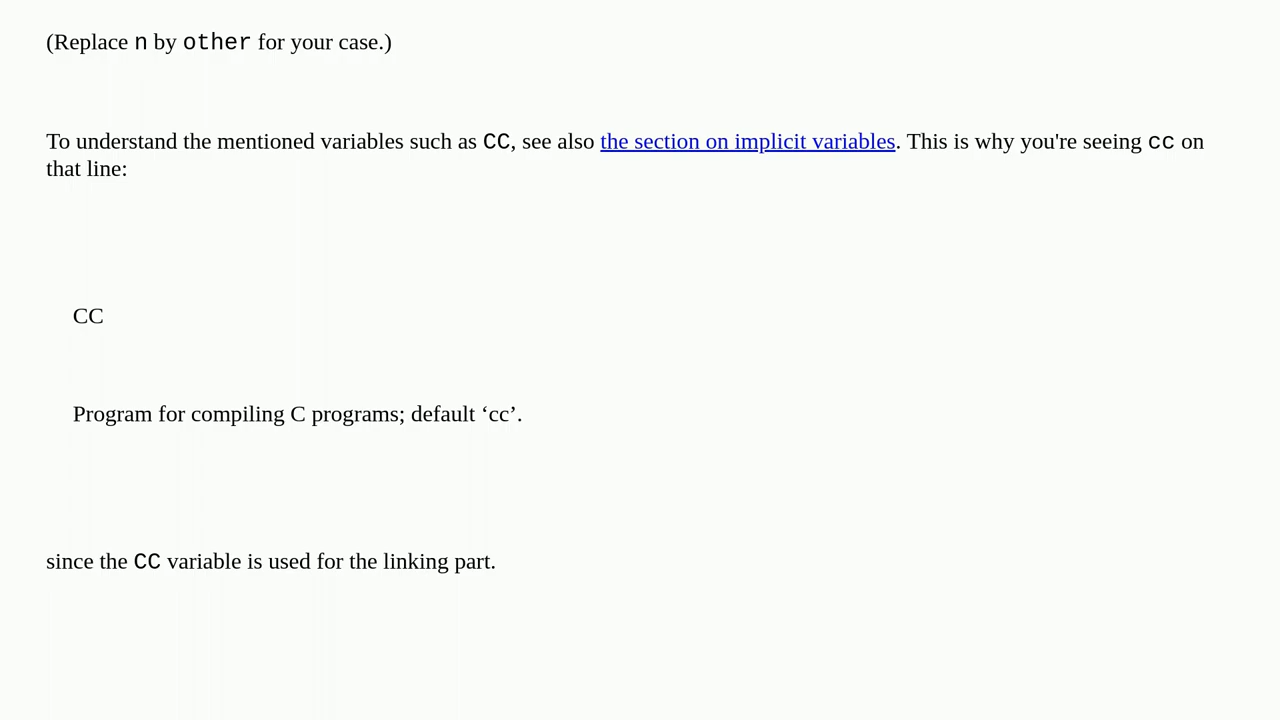 (Replace n by other for your case.)
To understand the mentioned variables such as CC, see also the section on implicit variables. This is why you're seeing cc on
that line:
CC
Program for compiling C programs; default ‘cc’.
since the CC variable is used for the linking part.